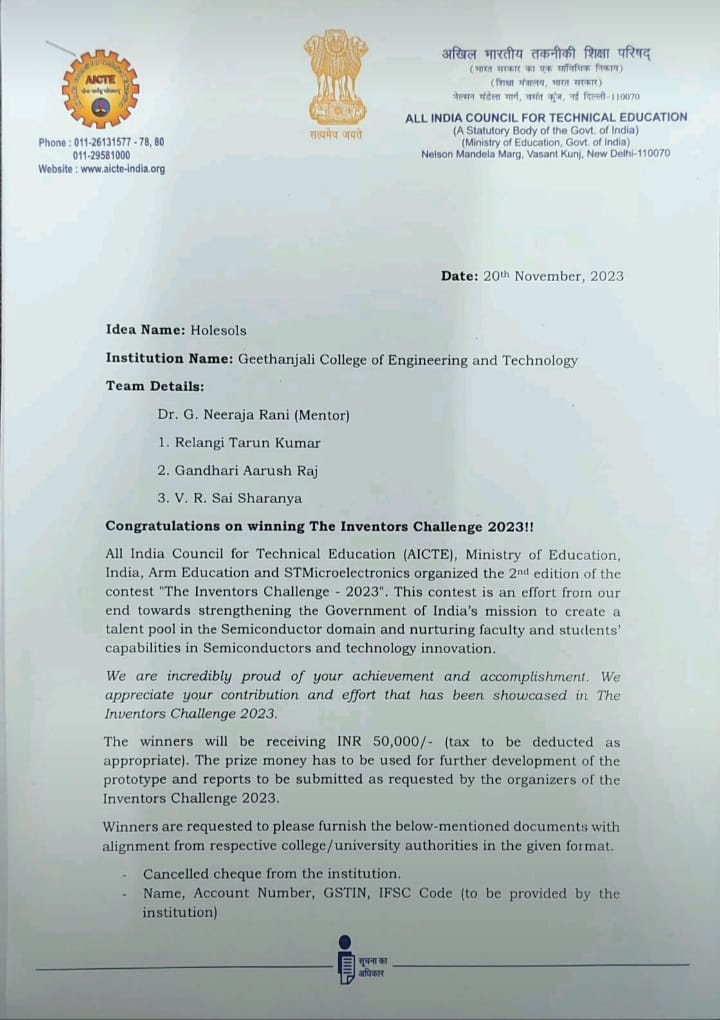 AICTE
सत्यमेव जयते
Phone : 011-26131577 - 78, 80
011-29581000
Website : www.aicte-india.org
अखिल भारतीय तकनीकी शिक्षा परिषद्
(भारत सरकार का एक सांविधिक निकाय)
(शिक्षा मंत्रालय, भारत सरकार)
नेल्सन मंडेला मार्ग, वसंत कुंज, नई दिल्ली-110070
ALL INDIA COUNCIL FOR TECHNICAL EDUCATION
(A Statutory Body of the Govt. of India)
(Ministry of Education, Govt. of India)
Nelson Mandela Marg, Vasant Kunj, New Delhi-110070
Date: 20th November, 2023
Idea Name: Holesols
Institution Name: Geethanjali College of Engineering and Technology
Team Details:
Dr. G. Neeraja Rani (Mentor)
1. Relangi Tarun Kumar
2. Gandhari Aarush Raj
3. V. R. Sai Sharanya
Congratulations on winning The Inventors Challenge 2023!!
All India Council for Technical Education (AICTE), Ministry of Education,
India, Arm Education and STMicroelectronics organized the 2nd edition of the
contest "The Inventors Challenge - 2023". This contest is an effort from our
end towards strengthening the Government of India's mission to create a
talent pool in the Semiconductor domain and nurturing faculty and students'
capabilities in Semiconductors and technology innovation.
We are incredibly proud of your achievement and accomplishment. We
appreciate your contribution and effort that has been showcased in The
Inventors Challenge 2023.
The winners will be receiving INR 50,000/- (tax to be deducted as
appropriate). The prize money has to be used for further development of the
prototype and reports to be submitted as requested by the organizers of the
Inventors Challenge 2023.
Winners are requested to please furnish the below-mentioned documents with
alignment from respective college/university authorities in the given format.
- Cancelled cheque from the institution.
- Name, Account Number, GSTIN, IFSC Code (to be provided by the
institution)
सूचना का
अधिकार